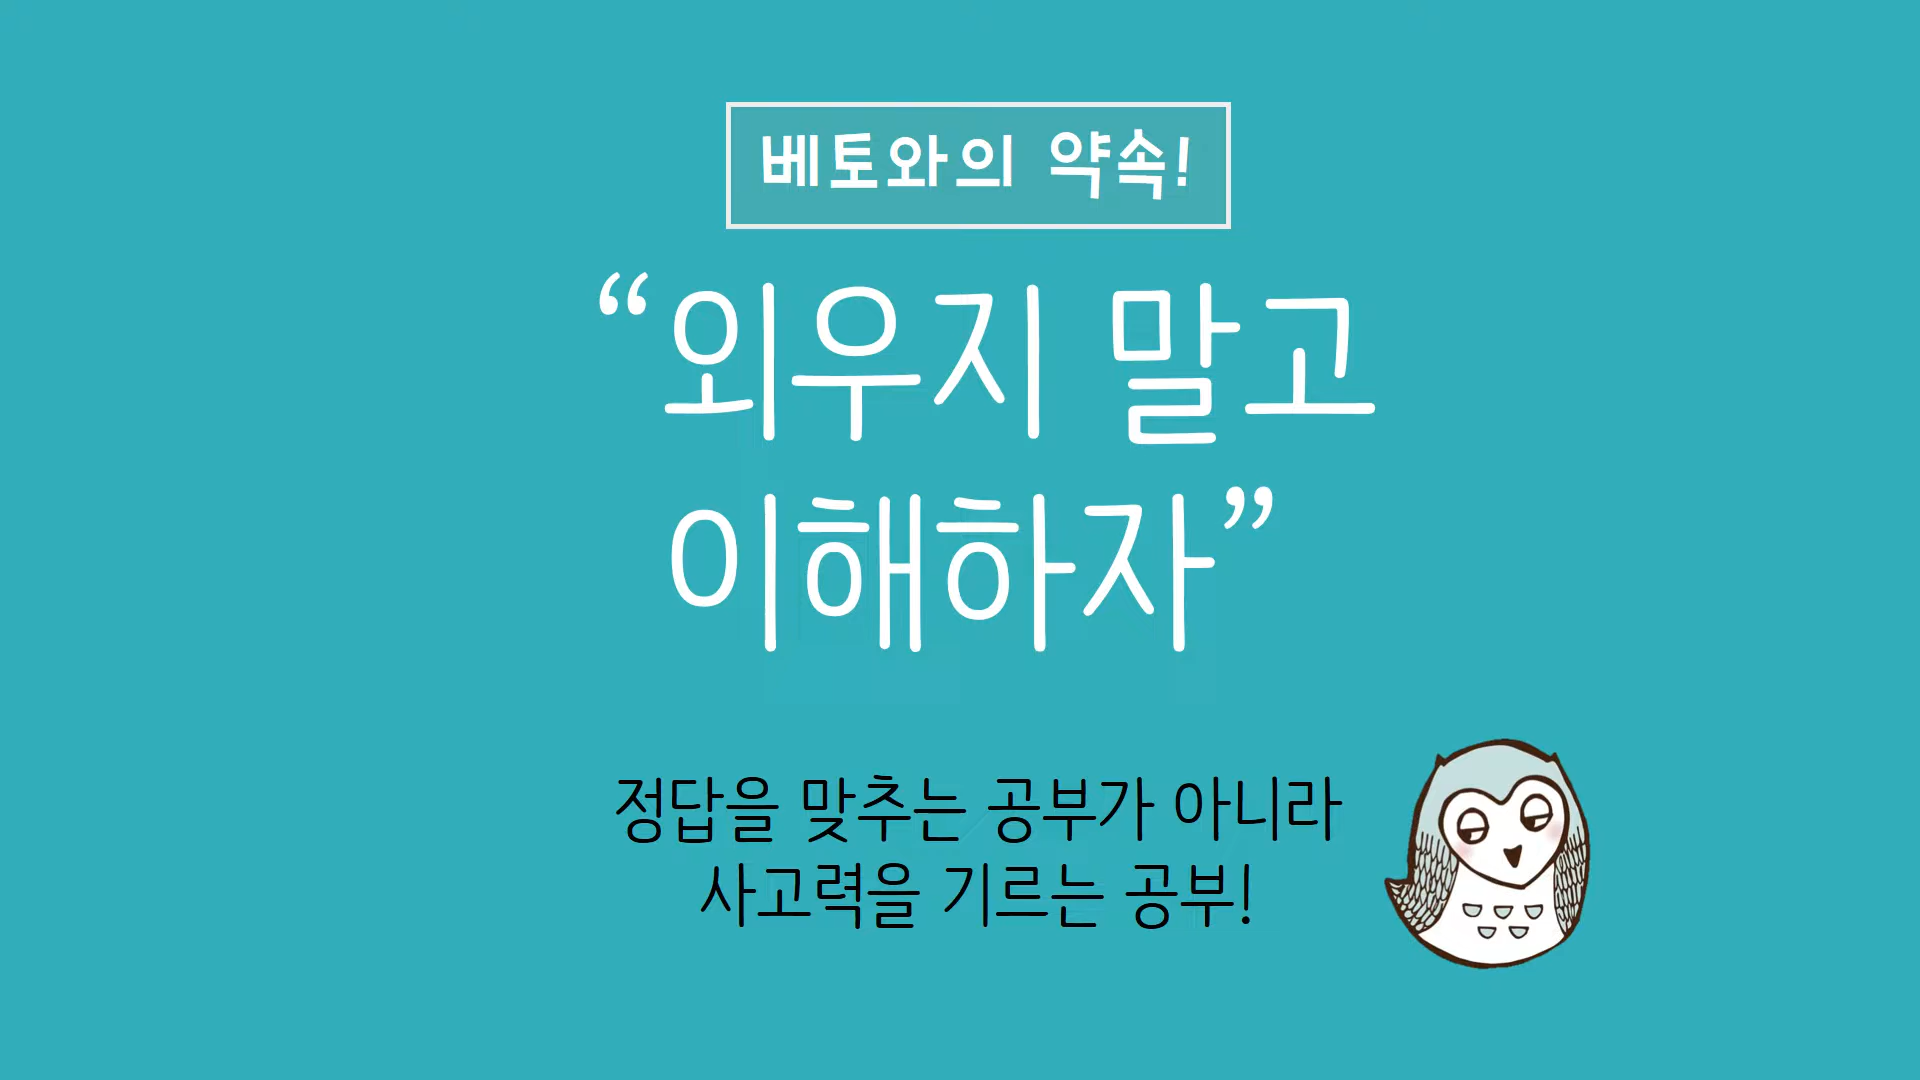 베토와의 약속!
“외우지 말고
이해하자”
정답을 맞추는 공부가 아니라
사고력을 기르는 공부!